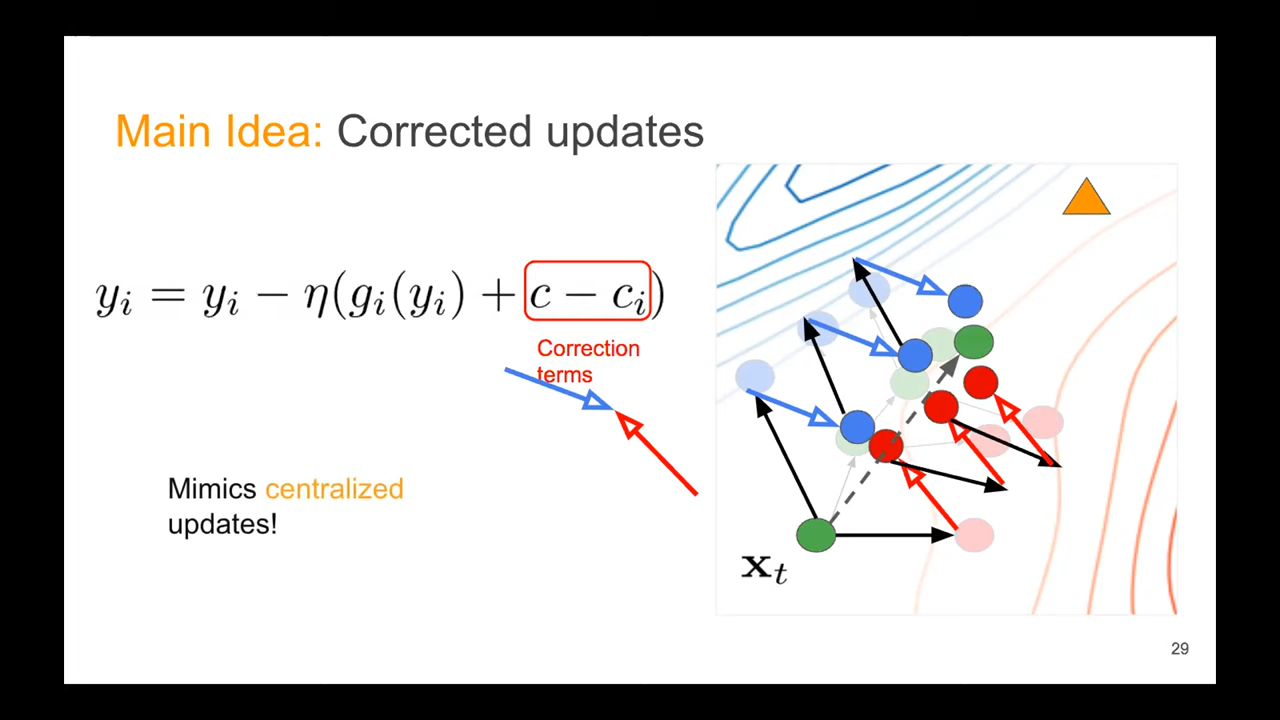 Main Idea: Corrected updates
y_i = y_i − η(g_i(y_i) + c − c_i)
Correction
terms
Mimics centralized
updates!
x_t
29